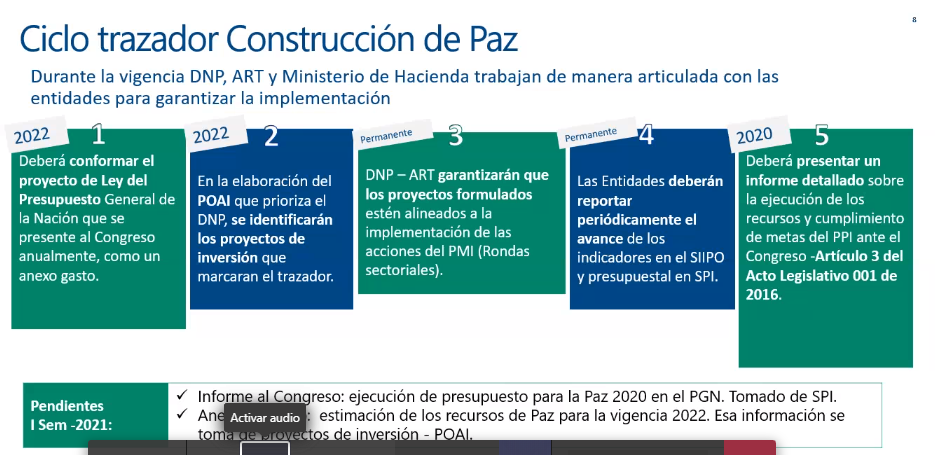 8
Ciclo trazador Construcción de Paz
Durante la vigencia DNP, ART y Ministerio de Hacienda trabajan de manera articulada con las
entidades para garantizar la implementación
2022
1
Deberá conformar el
proyecto de Ley del
Presupuesto General de
la Nación que se
presente al Congreso
anualmente, como un
anexo gasto.
2022
2
En la elaboración del
POAI que prioriza el
DNP, se identificarán
los proyectos de
inversión que
marcaran el trazador.
Permanente
3
DNP – ART garantizarán que
los proyectos formulados
estén alineados a la
implementación de las
acciones del PMI (Rondas
sectoriales).
Permanente
4
Las Entidades deberán
reportar
periódicamente el
avance de los
indicadores en el SIIPO
y presupuestal en SPI.
2020
5
Deberá presentar un
informe detallado sobre
la ejecución de los
recursos y cumplimiento
de metas del PPI ante el
Congreso -Artículo 3 del
Acto Legislativo 001 de
2016.
Pendientes
I Sem -2021:
✓ Informe al Congreso: ejecución de presupuesto para la Paz 2020 en el PGN. Tomado de SPI.
✓ : estimación de los recursos de Paz para la vigencia 2022. Esa información se
toma de proyectos de inversión - POAI.
Activar audio